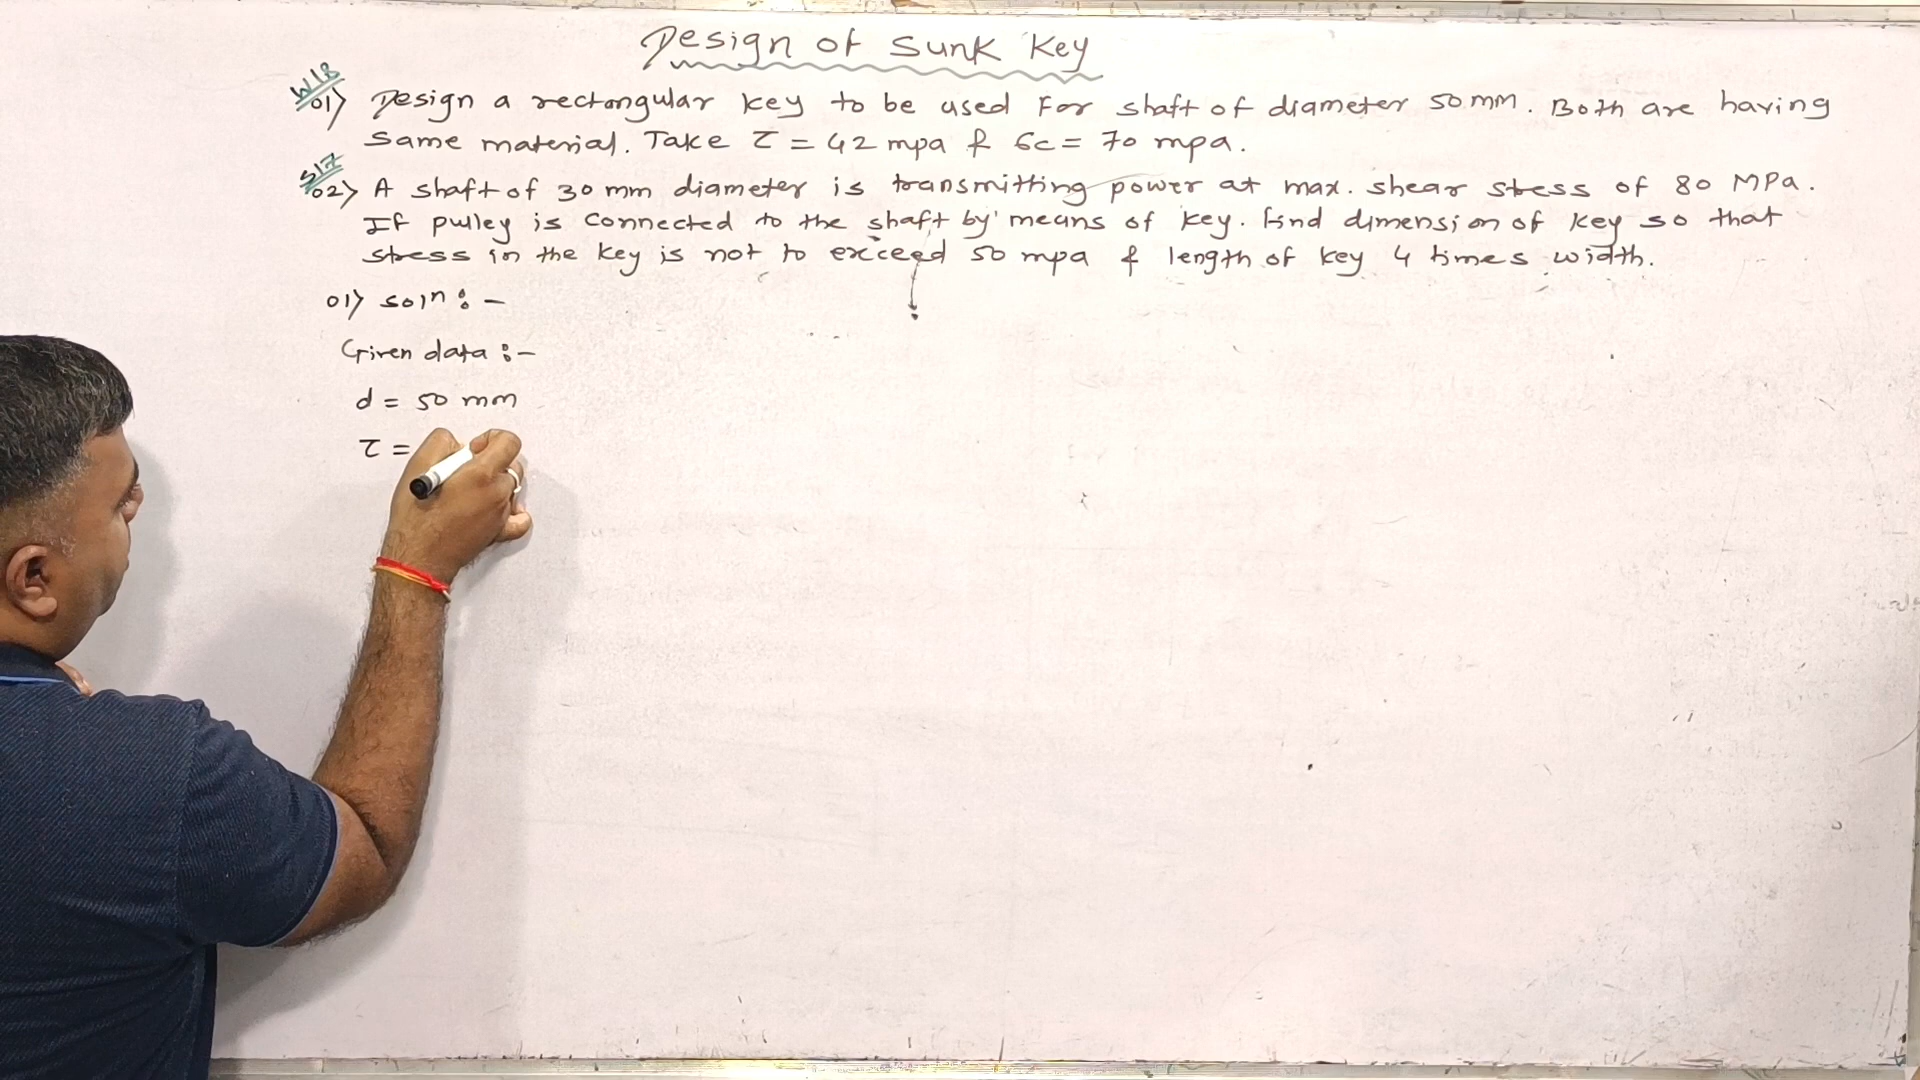 Design of Sunk Key
W18
01) Design a rectangular key to be used For shaft of diameter 50 mm. Both are having
same material. Take τ = 42 mpa & σc = 70 mpa.
S17
02) A shaft of 30 mm diameter is transmitting power at max. shear stress of 80 MPa.
If pulley is connected to the shaft by means of key. find dimension of key so that
stress in the key is not to exceed 50 mpa & length of key 4 times width.
01) soln :-
Given data :-
d = 50 mm
τ =